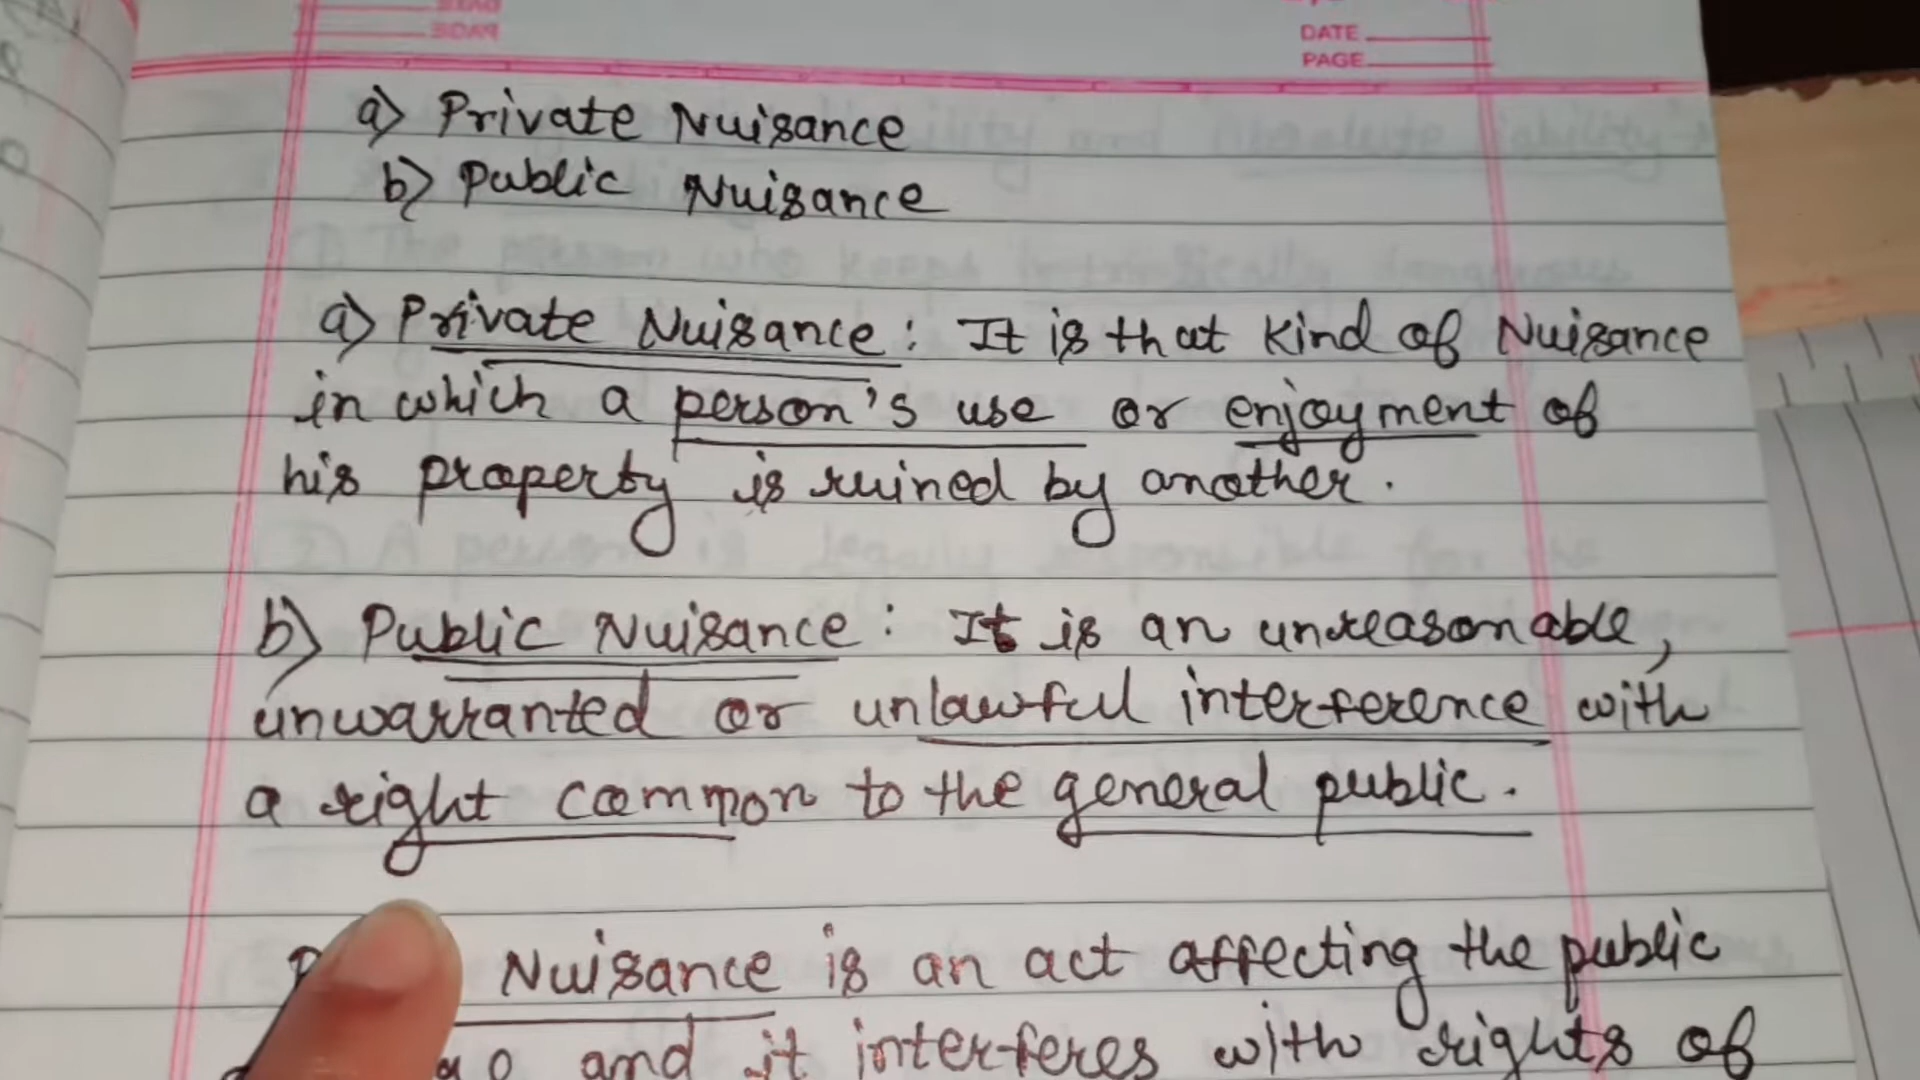 DATE
PAGE
a) Private Nuisance
b) Public Nuisance
a) Private Nuisance : It is that kind of Nuisance
in which a person's use or enjoyment of
his property is ruined by another.
b) Public Nuisance : It is an unreasonable,
unwarranted or unlawful interference with
a right common to the general public.
Nuisance is an act affecting the public
and it interferes with rights of